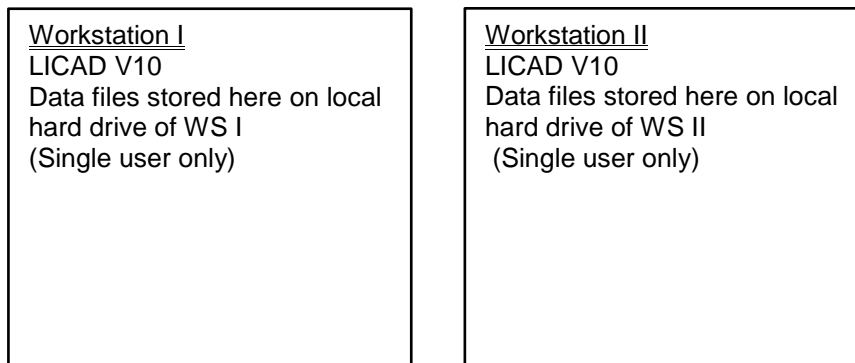 Workstation I
LICAD V10
Data files stored here on local
hard drive of WS I
(Single user only)
Workstation II
LICAD V10
Data files stored here on local
hard drive of WS II
(Single user only)